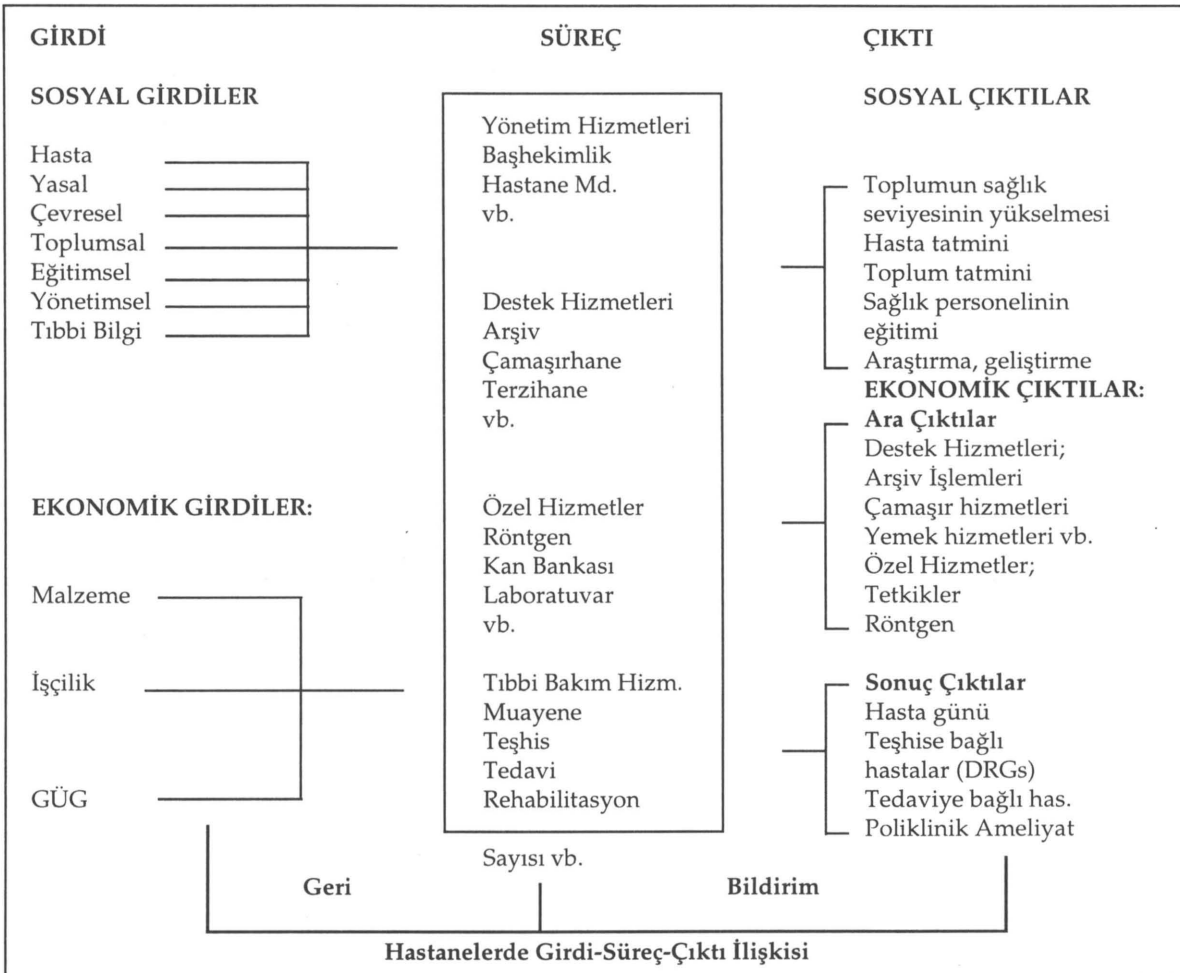 GİRDİ
SÜREÇ
ÇIKTI
SOSYAL GİRDİLER
Hasta
Yasal
Çevresel
Toplumsal
Eğitimsel
Yönetimsel
Tıbbi Bilgi
EKONOMİK GİRDİLER:
Malzeme
İşçilik
GÜG
Yönetim Hizmetleri
Başhekimlik
Hastane Md.
vb.
Destek Hizmetleri
Arşiv
Çamaşırhane
Terzihane
vb.
Özel Hizmetler
Röntgen
Kan Bankası
Laboratuvar
vb.
Tıbbi Bakım Hizm.
Muayene
Teşhis
Tedavi
Rehabilitasyon
Sayısı vb.
SOSYAL ÇIKTILAR
Toplumun sağlık
seviyesinin yükselmesi
Hasta tatmini
Toplum tatmini
Sağlık personelinin
eğitimi
Araştırma, geliştirme
EKONOMİK ÇIKTILAR:
Ara Çıktılar
Destek Hizmetleri;
Arşiv İşlemleri
Çamaşır hizmetleri
Yemek hizmetleri vb.
Özel Hizmetler;
Tetkikler
Röntgen
Sonuç Çıktılar
Hasta günü
Teşhise bağlı
hastalar (DRGs)
Tedaviye bağlı has.
Poliklinik Ameliyat
Geri
Bildirim
Hastanelerde Girdi-Süreç-Çıktı İlişkisi